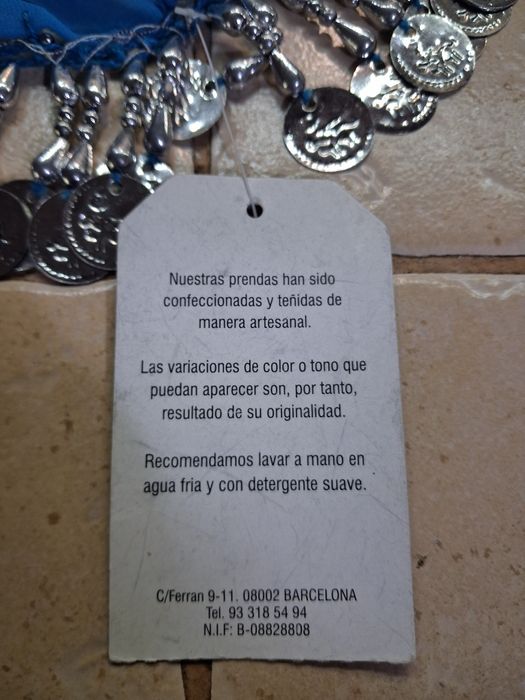 Nuestras prendas han sido
confeccionadas y teñidas de
manera artesanal.
Las variaciones de color o tono que
puedan aparecer son, por tanto,
resultado de su originalidad.
Recomendamos lavar a mano en
agua fria y con detergente suave.
C/Ferran 9-11. 08002 BARCELONA
Tel. 93 318 54 94
N.I.F: B-08828808